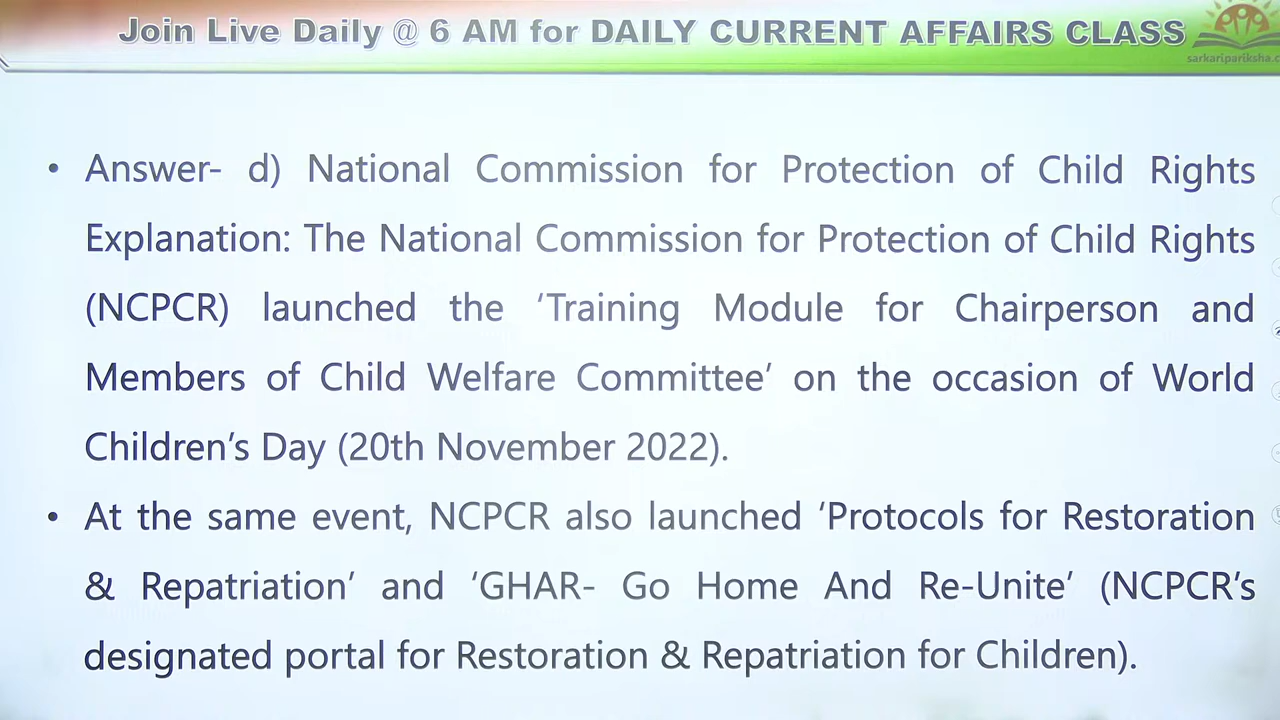 Join Live Daily @ 6 AM for DAILY CURRENT AFFAIRS CLASS
sarkaripariksha.c
• Answer- d) National Commission for Protection of Child Rights
Explanation: The National Commission for Protection of Child Rights
(NCPCR) launched the ‘Training Module for Chairperson and
Members of Child Welfare Committee’ on the occasion of World
Children’s Day (20th November 2022).
• At the same event, NCPCR also launched ‘Protocols for Restoration
& Repatriation’ and ‘GHAR- Go Home And Re-Unite’ (NCPCR’s
designated portal for Restoration & Repatriation for Children).